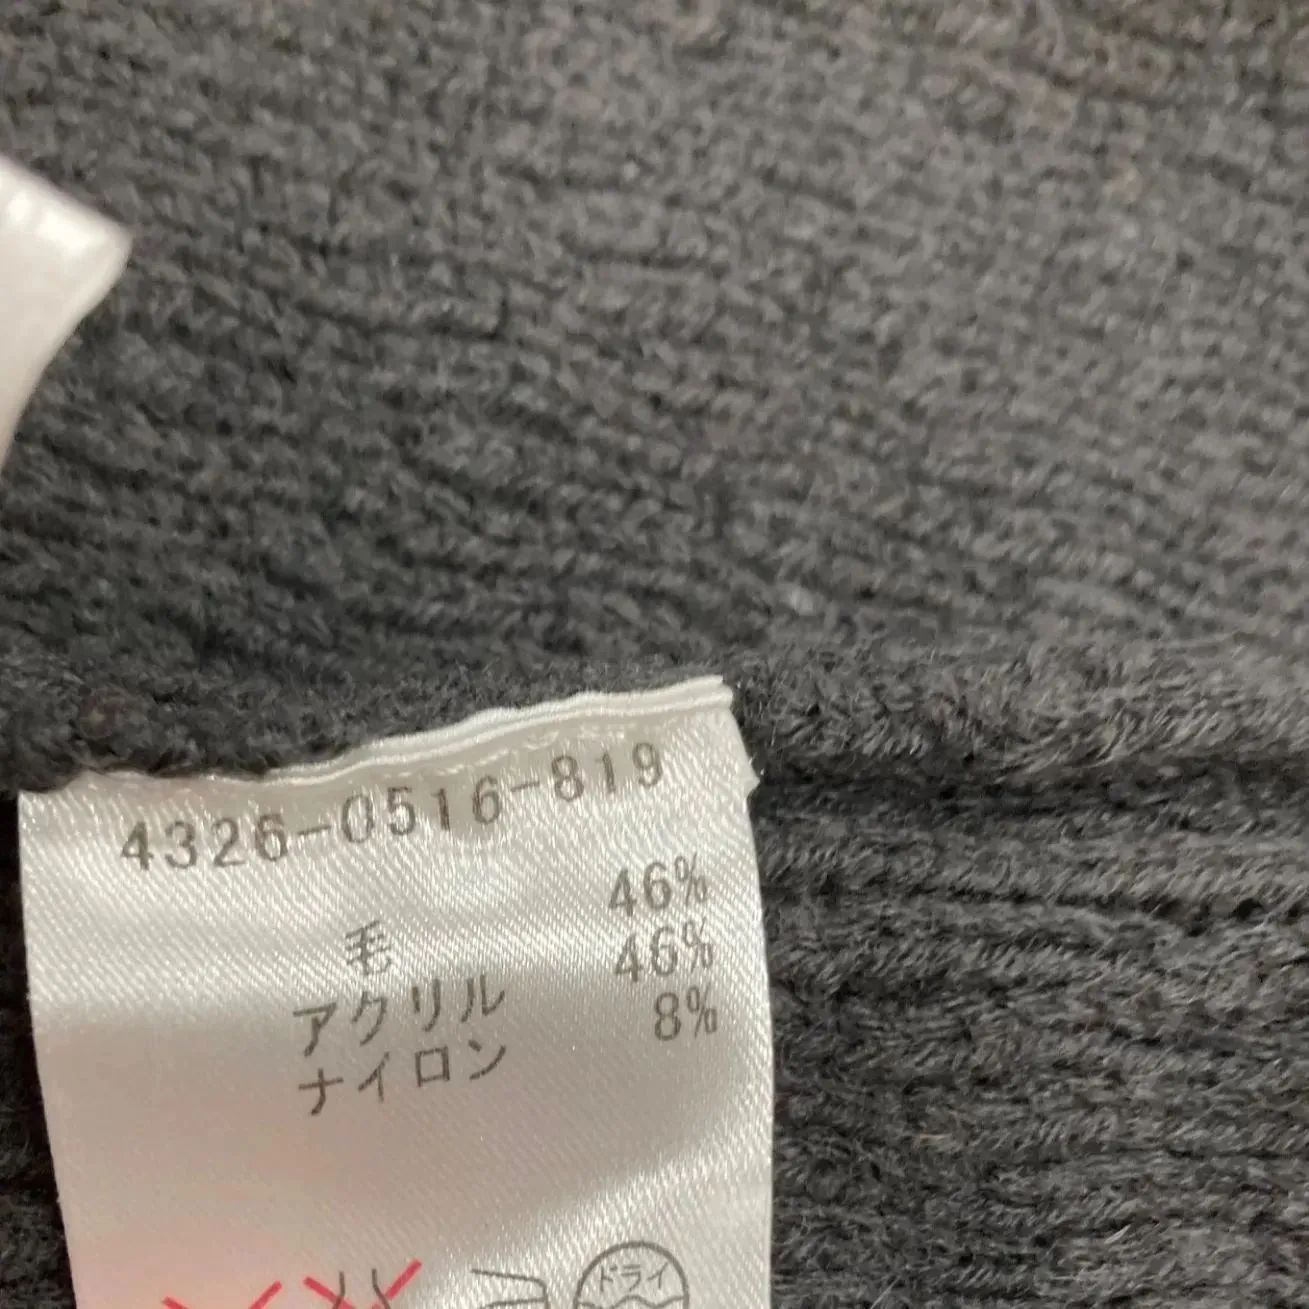 4326-0516-819
毛 46%
アクリル 46%
ナイロン 8%
ドライ